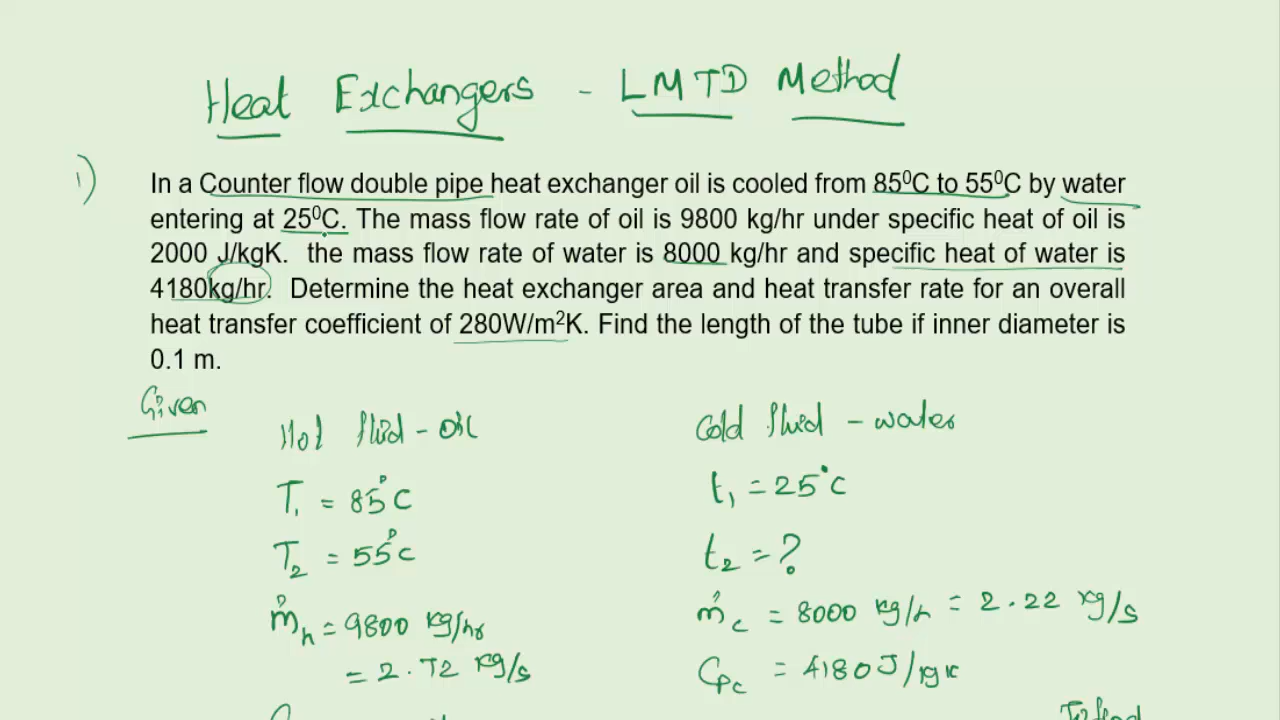 Heat Exchangers - LMTD Method
1)
In a Counter flow double pipe heat exchanger oil is cooled from 85⁰C to 55⁰C by water
entering at 25⁰C. The mass flow rate of oil is 9800 kg/hr under specific heat of oil is
2000 J/kgK. the mass flow rate of water is 8000 kg/hr and specific heat of water is
4180kg/hr. Determine the heat exchanger area and heat transfer rate for an overall
heat transfer coefficient of 280W/m²K. Find the length of the tube if inner diameter is
0.1 m.
Given
Hot fluid - oil
Cold fluid - water
T₁ = 85°C
t₁ = 25°C
T₂ = 55°C
t₂ = ?
ṁₕ = 9800 kg/hr
ṁ_c = 8000 kg/h = 2.22 kg/s
= 2.72 kg/s
C_pc = 4180 J/kgK
To find